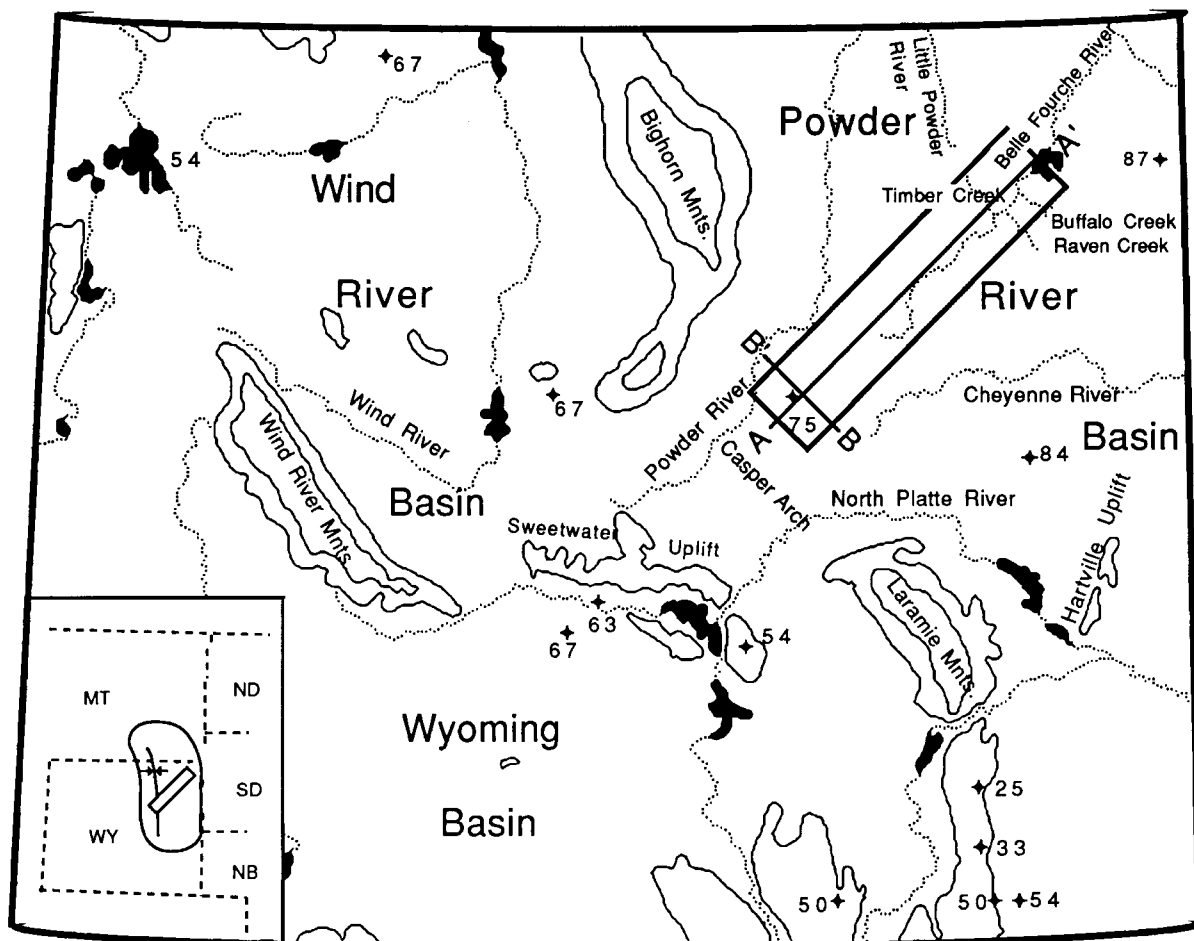 67
Little Powder
River
Belle Fourche River
Powder
Bighorn Mnts
A'
54
87
Wind
Timber Creek
Buffalo Creek
Raven Creek
River
River
B'
Cheyenne River
67
Wind River
Powder River
75
A
B
Basin
Casper Arch
84
Wind River Mnts
Basin
North Platte River
Sweetwater
Uplift
Hartville Uplift
Laramie Mnts.
63
67
54
MT
ND
Wyoming
SD
25
Basin
WY
33
NB
50
50
54